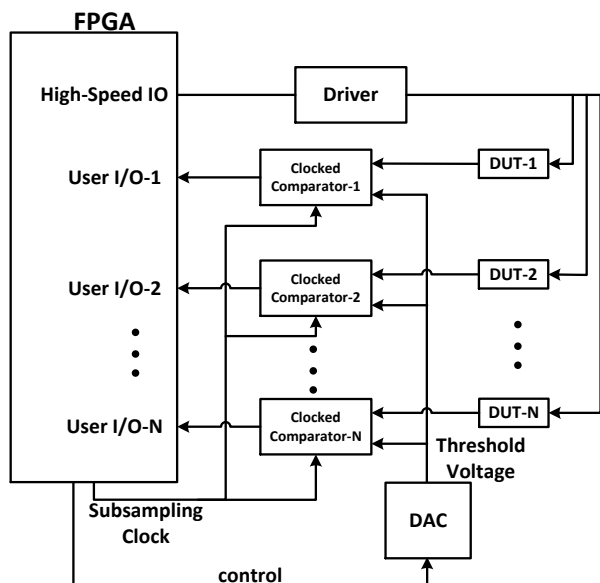 FPGA
High-Speed IO
Driver
User I/O-1
Clocked
Comparator-1
DUT-1
User I/O-2
Clocked
Comparator-2
DUT-2
User I/O-N
Clocked
Comparator-N
DUT-N
Threshold
Voltage
Subsampling
Clock
DAC
control